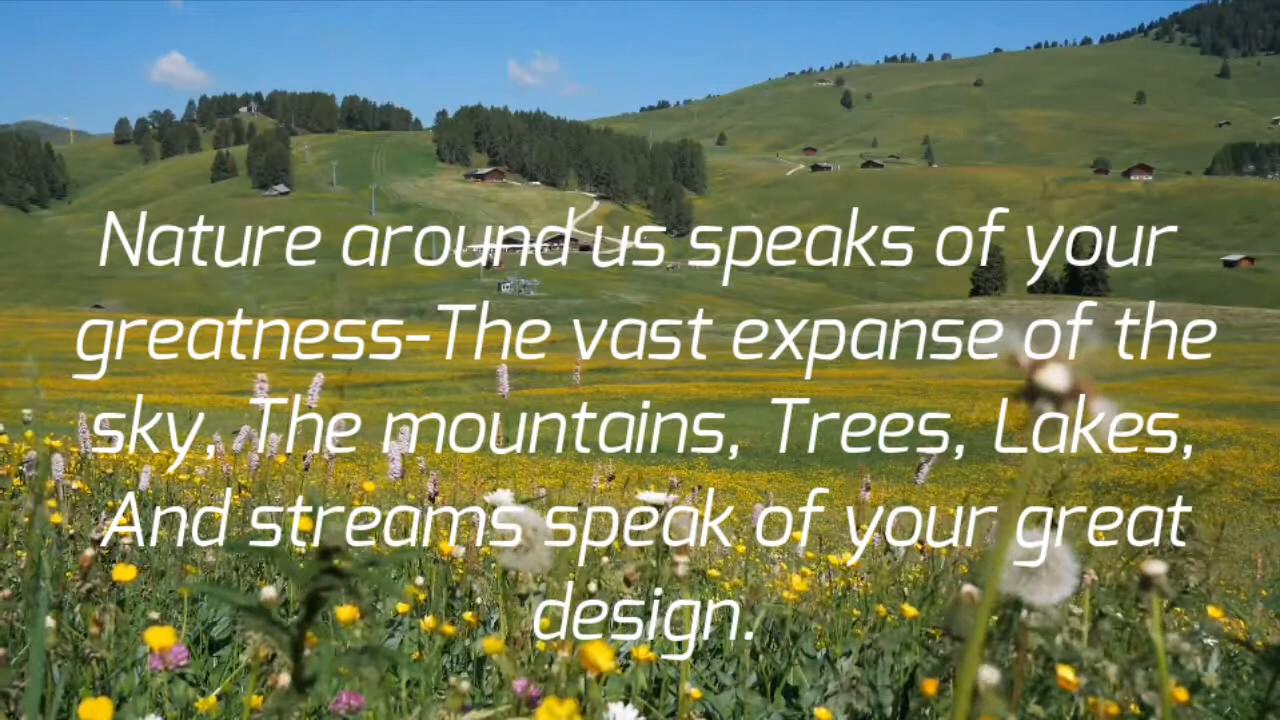 Nature around us speaks of your
greatness-The vast expanse of the
sky, The mountains, Trees, Lakes,
And streams speak of your great
design.